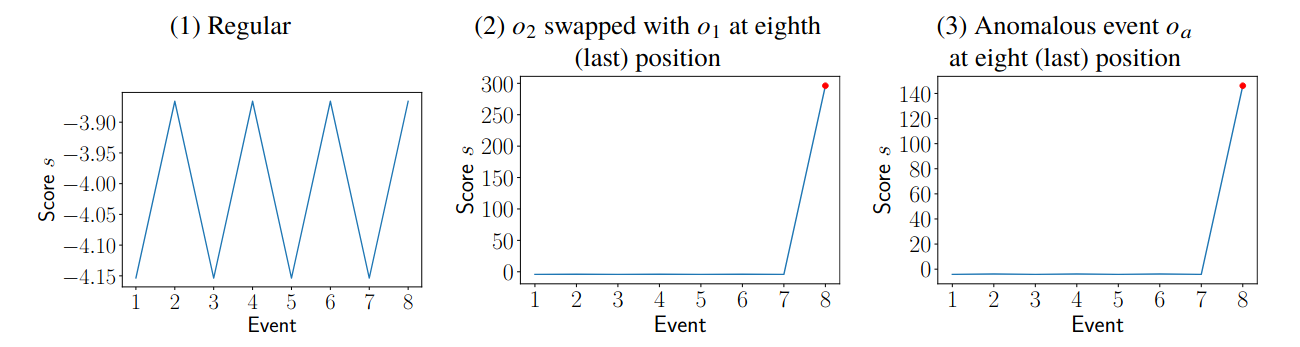 (1) Regular
−3.90
−3.95
−4.00
−4.05
−4.10
−4.15
Score s
1 2 3 4 5 6 7 8
Event
(2) o₂ swapped with o₁ at eighth
(last) position
300
250
200
150
100
50
0
Score s
1 2 3 4 5 6 7 8
Event
(3) Anomalous event oₐ
at eight (last) position
140
120
100
80
60
40
20
0
Score s
1 2 3 4 5 6 7 8
Event